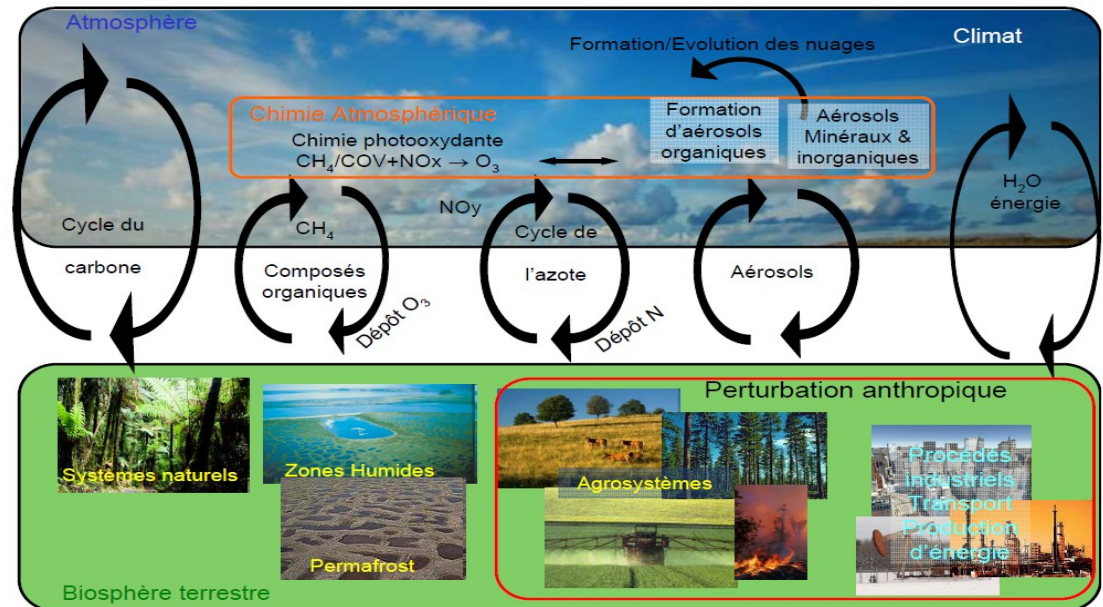 Atmosphère
Climat
Formation/Evolution des nuages
Chimie Atmosphérique
Chimie photooxydante
CH₄/COV+NOx → O₃
Formation
d'aérosols
organiques
Aérosols
Minéraux &
inorganiques
H₂O
énergie
Cycle du
carbone
CH₄
Composés
organiques
NOy
Cycle de
l'azote
Aérosols
Dépôt O₃
Dépôt N
Perturbation anthropique
Systèmes naturels
Zones Humides
Permafrost
Agrosystèmes
Procédés
industriels
Transport
Production
d'énergie
Biosphère terrestre